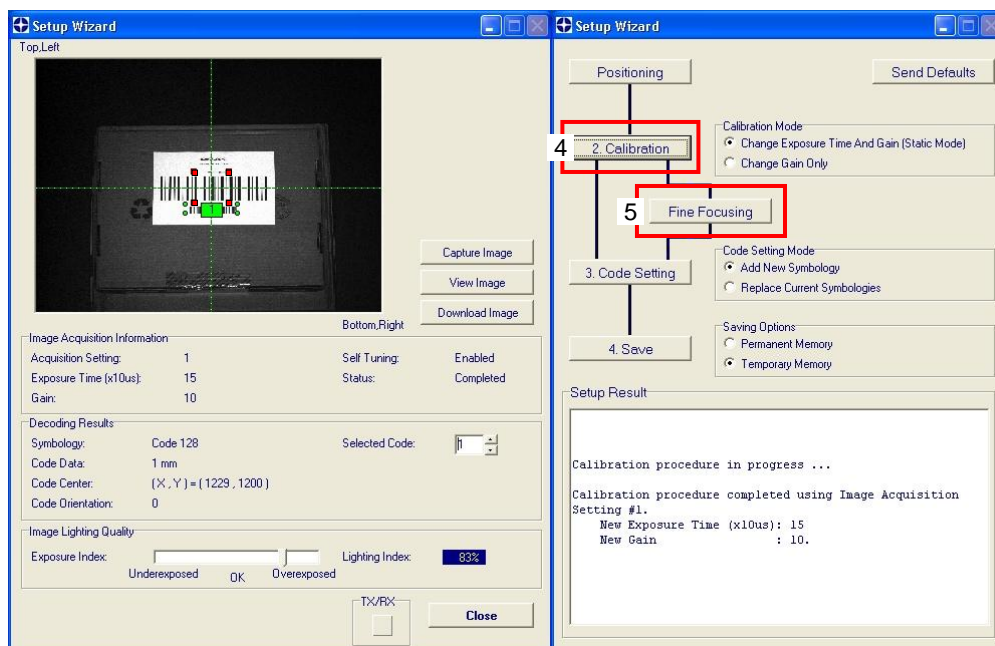 Setup Wizard
Top,Left
Capture Image
View Image
Download Image
Bottom,Right
Image Acquisition Information
Acquisition Setting: 1 Self Tuning: Enabled
Exposure Time (x10us): 15 Status: Completed
Gain: 10
Decoding Results
Symbology: Code 128 Selected Code: 1
Code Data: 1 mm
Code Center: ( X , Y ) = ( 1229 , 1200 )
Code Orientation: 0
Image Lighting Quality
Exposure Index: Lighting Index: 83%
Underexposed OK Overexposed
TX/RX
Close
Setup Wizard
Positioning Send Defaults
4 2. Calibration
Calibration Mode
Change Exposure Time And Gain (Static Mode)
Change Gain Only
5 Fine Focusing
3. Code Setting
Code Setting Mode
Add New Symbology
Replace Current Symbologies
4. Save
Saving Options
Permanent Memory
Temporary Memory
Setup Result
Calibration procedure in progress ...
Calibration procedure completed using Image Acquisition
Setting #1.
New Exposure Time (x10us): 15
New Gain : 10.